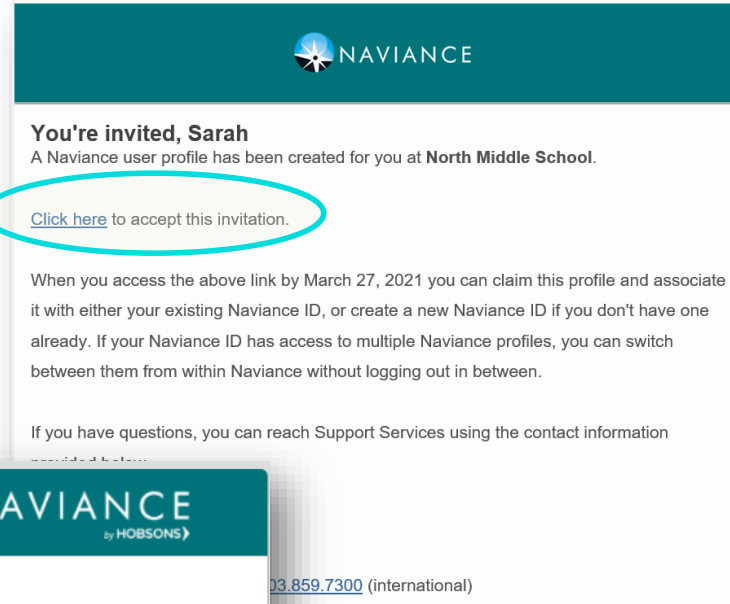 NAVIANCE
You're invited, Sarah
A Naviance user profile has been created for you at North Middle School.
Click here to accept this invitation.
When you access the above link by March 27, 2021 you can claim this profile and associate
it with either your existing Naviance ID, or create a new Naviance ID if you don't have one
already. If your Naviance ID has access to multiple Naviance profiles, you can switch
between them from within Naviance without logging out in between.
If you have questions, you can reach Support Services using the contact information
AVIANCE
by HOBSONS
03.859.7300 (international)